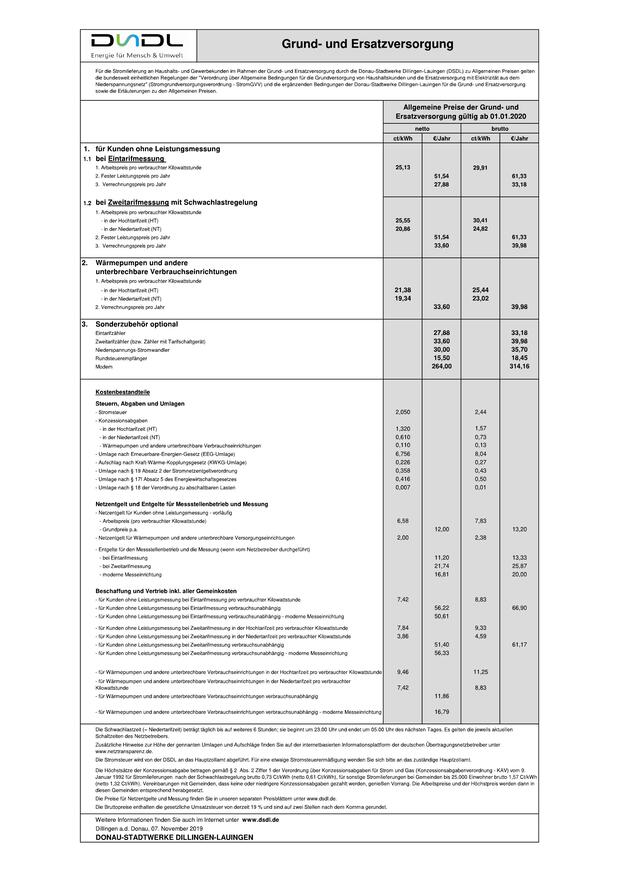 DSDL
Energie für Mensch & Umwelt
Grund- und Ersatzversorgung
Für die Stromlieferung an Haushalts- und Gewerbekunden im Rahmen der Grund- und Ersatzversorgung durch die Donau-Stadtwerke Dillingen-Lauingen (DSDL) zu Allgemeinen Preisen gelten
die bundesweit einheitlichen Regelungen der "Verordnung über Allgemeine Bedingungen für die Grundversorgung von Haushaltskunden und die Ersatzversorgung mit Elektrizität aus dem
Niederspannungsnetz" (Stromgrundversorgungsverordnung - StromGVV) und die ergänzenden Bedingungen der Donau-Stadtwerke Dillingen-Lauingen für die Grund- und Ersatzversorgung
sowie die Erläuterungen zu den Allgemeinen Preisen.
Allgemeine Preise der Grund- und
Ersatzversorgung gültig ab 01.01.2020
netto brutto
ct/kWh €/Jahr ct/kWh €/Jahr
1. für Kunden ohne Leistungsmessung
1.1 bei Eintarifmessung
1. Arbeitspreis pro verbrauchter Kilowattstunde 25,13 29,91
2. Fester Leistungspreis pro Jahr 51,54 61,33
3. Verrechnungspreis pro Jahr 27,88 33,18
1.2 bei Zweitarifmessung mit Schwachlastregelung
1. Arbeitspreis pro verbrauchter Kilowattstunde
- in der Hochtarifzeit (HT) 25,55 30,41
- in der Niedertarifzeit (NT) 20,86 24,82
2. Fester Leistungspreis pro Jahr 51,54 61,33
3. Verrechnungspreis pro Jahr 33,60 39,98
2. Wärmepumpen und andere
unterbrechbare Verbrauchseinrichtungen
1. Arbeitspreis pro verbrauchter Kilowattstunde
- in der Hochtarifzeit (HT) 21,38 25,44
- in der Niedertarifzeit (NT) 19,34 23,02
2. Verrechnungspreis pro Jahr 33,60 39,98
3. Sonderzubehör optional
Eintarifzähler 27,88 33,18
Zweitarifzähler (bzw. Zähler mit Tarifschaltgerät) 33,60 39,98
Niederspannungs-Stromwandler 30,00 35,70
Rundsteuerempfänger 15,50 18,45
Modem 264,00 314,16
Kostenbestandteile
Steuern, Abgaben und Umlagen
- Stromsteuer 2,050 2,44
- Konzessionsabgaben
- in der Hochtarifzeit (HT) 1,320 1,57
- in der Niedertarifzeit (NT) 0,610 0,73
- Wärmepumpen und andere unterbrechbare Verbrauchseinrichtungen 0,110 0,13
- Umlage nach Erneuerbare-Energien-Gesetz (EEG-Umlage) 6,756 8,04
- Aufschlag nach Kraft-Wärme-Kopplungsgesetz (KWKG-Umlage) 0,226 0,27
- Umlage nach § 19 Absatz 2 der Stromnetzentgeltverordnung 0,358 0,43
- Umlage nach § 17f Absatz 5 des Energiewirtschaftsgesetzes 0,416 0,50
- Umlage nach § 18 der Verordnung zu abschaltbaren Lasten 0,007 0,01
Netzentgelt und Entgelte für Messstellenbetrieb und Messung
- Netzentgelt für Kunden ohne Leistungsmessung - vorläufig
- Arbeitspreis (pro verbrauchter Kilowattstunde) 6,58 7,83
- Grundpreis p.a. 12,00 13,20
- Netzentgelt für Wärmepumpen und andere unterbrechbare Versorgungseinrichtungen 2,00 2,38
- Entgelte für den Messstellenbetrieb und die Messung (wenn vom Netzbetreiber durchgeführt)
- bei Eintarifmessung 11,20 13,33
- bei Zweitarifmessung 21,74 25,87
- moderne Messeinrichtung 16,81 20,00
Beschaffung und Vertrieb inkl. aller Gemeinkosten
- für Kunden ohne Leistungsmessung bei Eintarifmessung pro verbrauchter Kilowattstunde 7,42 8,83
- für Kunden ohne Leistungsmessung bei Eintarifmessung verbrauchsunabhängig 56,22 66,90
- für Kunden ohne Leistungsmessung bei Eintarifmessung verbrauchsunabhängig - moderne Messeinrichtung 50,61
- für Kunden ohne Leistungsmessung bei Zweitarifmessung in der Hochtarifzeit pro verbrauchter Kilowattstunde 7,84 9,33
- für Kunden ohne Leistungsmessung bei Zweitarifmessung in der Niedertarifzeit pro verbrauchter Kilowattstunde 3,86 4,59
- für Kunden ohne Leistungsmessung bei Zweitarifmessung verbrauchsunabhängig 51,40 61,17
- für Kunden ohne Leistungsmessung bei Zweitarifmessung verbrauchsunabhängig - moderne Messeinrichtung 56,33
- für Wärmepumpen und andere unterbrechbare Verbrauchseinrichtungen in der Hochtarifzeit pro verbrauchter Kilowattstunde 9,46 11,25
- für Wärmepumpen und andere unterbrechbare Verbrauchseinrichtungen in der Niedertarifzeit pro verbrauchter
Kilowattstunde 7,42 8,83
- für Wärmepumpen und andere unterbrechbare Verbrauchseinrichtungen verbrauchsunabhängig 11,86
- für Wärmepumpen und andere unterbrechbare Verbrauchseinrichtungen verbrauchsunabhängig - moderne Messeinrichtung 16,79
Die Schwachlastzeit (= Niedertarifzeit) beträgt täglich bis auf weiteres 6 Stunden; sie beginnt um 23.00 Uhr und endet um 05.00 Uhr des nächsten Tages. Es gelten die jeweils aktuellen
Schaltzeiten des Netzbetreibers.
Zusätzliche Hinweise zur Höhe der genannten Umlagen und Aufschläge finden Sie auf der internetbasierten Informationsplattform der deutschen Übertragungsnetzbetreiber unter
www.netztransparenz.de.
Die Stromsteuer wird von der DSDL an das Hauptzollamt abgeführt. Für eine etwaige Stromsteuerermäßigung wenden Sie sich bitte an das zuständige Hauptzollamt.
Die Höchstsätze der Konzessionsabgabe betragen gemäß § 2 Abs. 2 Ziffer 1 der Verordnung über Konzessionsabgaben für Strom und Gas (Konzessionsabgabenverordnung - KAV) vom 9.
Januar 1992 für Stromlieferungen nach der Schwachlastregelung brutto 0,73 Ct/kWh (netto 0,61 Ct/kWh), für sonstige Stromlieferungen bei Gemeinden bis 25.000 Einwohner brutto 1,57 Ct/kWh
(netto 1,32 Ct/kWh). Vereinbarungen mit Gemeinden, dass keine oder niedrigere Konzessionsabgaben gezahlt werden, genießen Vorrang. Die Arbeitspreise und der Höchstpreis werden dann in
diesen Gemeinden entsprechend herabgesetzt.
Die Preise für Netzentgelte und Messung finden Sie in unseren separaten Preisblättern unter www.dsdl.de.
Die Bruttopreise enthalten die gesetzliche Umsatzsteuer von derzeit 19 % und sind auf zwei Stellen nach dem Komma gerundet.
Weitere Informationen finden Sie auch im Internet unter www.dsdl.de
Dillingen a.d. Donau, 07. November 2019
DONAU-STADTWERKE DILLINGEN-LAUINGEN